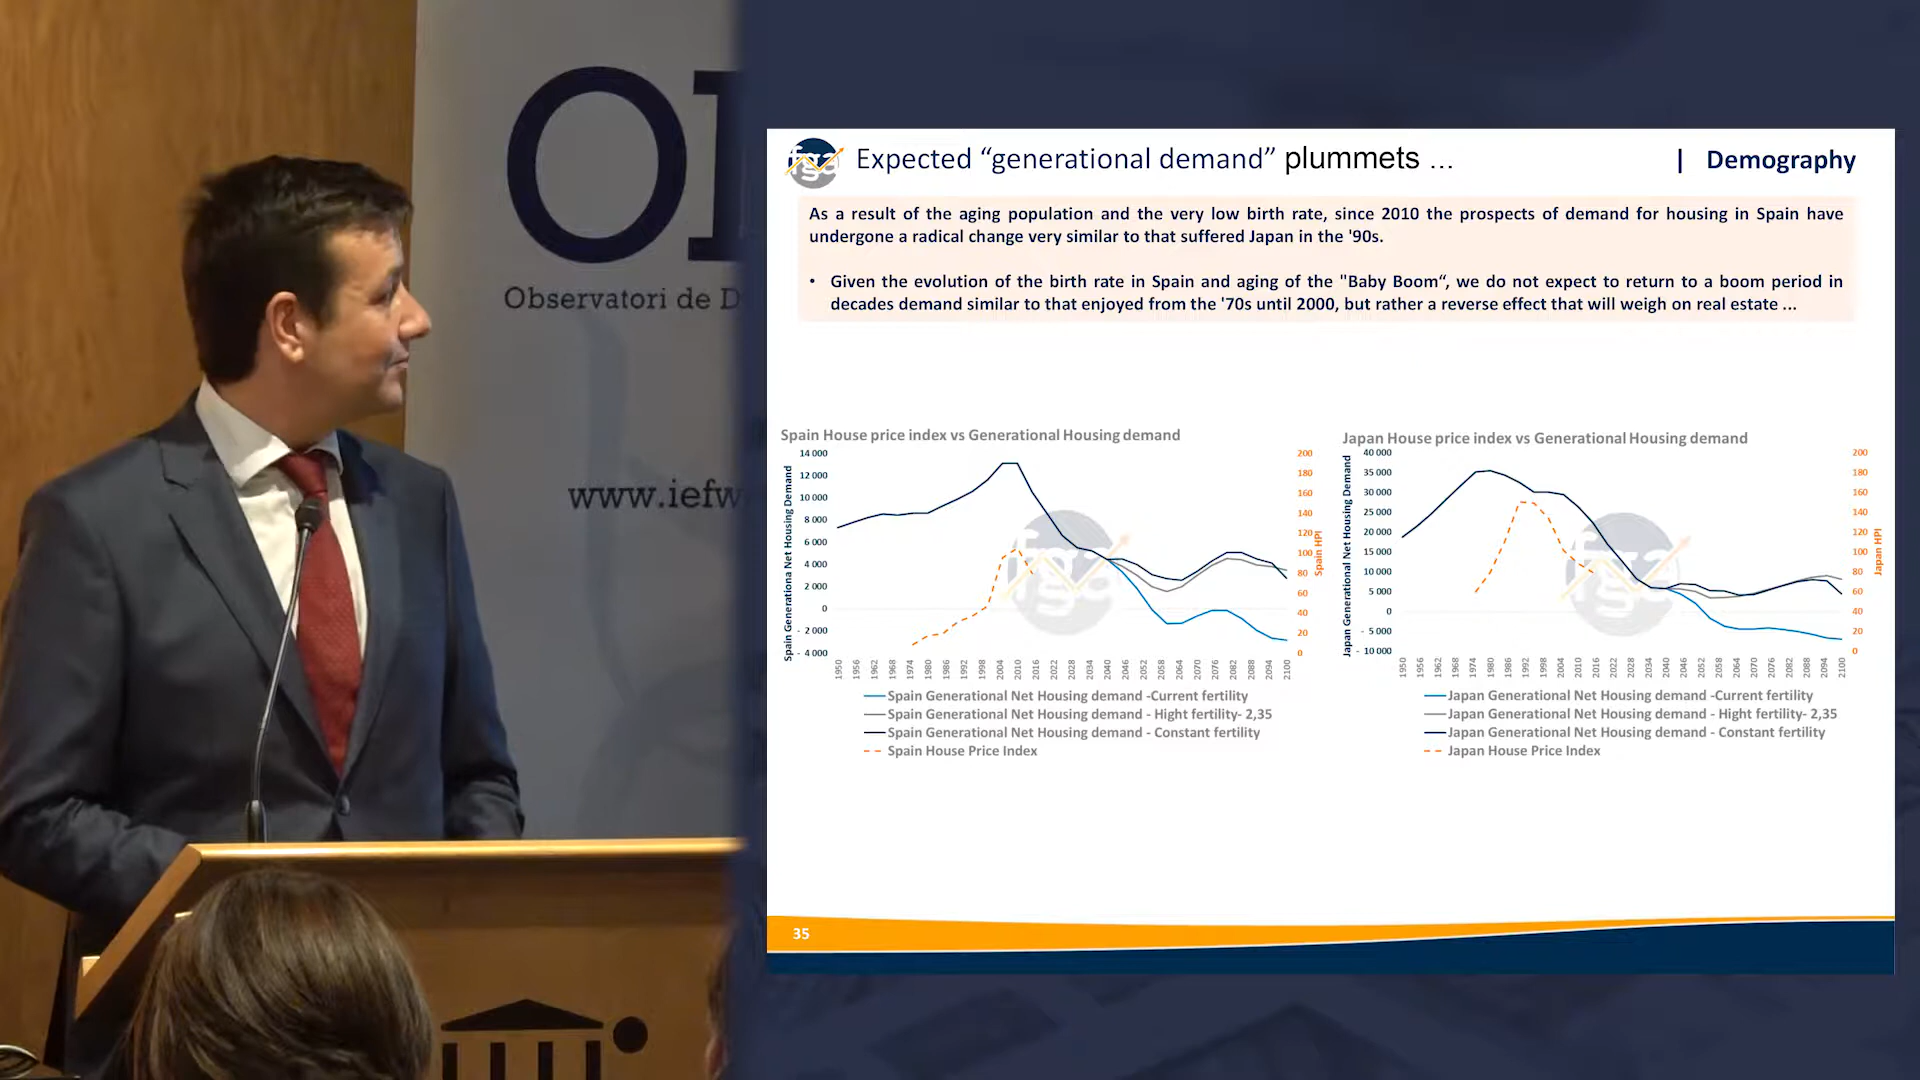 O
Observatori de D
www.iefw
fga
Expected “generational demand” plummets ...
| Demography
As a result of the aging population and the very low birth rate, since 2010 the prospects of demand for housing in Spain have
undergone a radical change very similar to that suffered Japan in the '90s.
• Given the evolution of the birth rate in Spain and aging of the "Baby Boom“, we do not expect to return to a boom period in
decades demand similar to that enjoyed from the '70s until 2000, but rather a reverse effect that will weigh on real estate ...
Spain House price index vs Generational Housing demand
Spain Generationa Net Housing Demand
14 000
12 000
10 000
8 000
6 000
4 000
2 000
0
- 2 000
- 4 000
200
180
160
140
120
100
80
60
40
20
0
Spain HPI
fga
1950 1956 1962 1968 1974 1980 1986 1992 1998 2004 2010 2016 2022 2028 2034 2040 2046 2052 2058 2064 2070 2076 2082 2088 2094 2100
Spain Generational Net Housing demand -Current fertility
Spain Generational Net Housing demand - Hight fertility- 2,35
Spain Generational Net Housing demand - Constant fertility
Spain House Price Index
Japan House price index vs Generational Housing demand
Japan Generational Net Housing Demand
40 000
35 000
30 000
25 000
20 000
15 000
10 000
5 000
0
- 5 000
- 10 000
200
180
160
140
120
100
80
60
40
20
0
Japan HPI
fga
1950 1956 1962 1968 1974 1980 1986 1992 1998 2004 2010 2016 2022 2028 2034 2040 2046 2052 2058 2064 2070 2076 2082 2088 2094 2100
Japan Generational Net Housing demand -Current fertility
Japan Generational Net Housing demand - Hight fertility- 2,35
Japan Generational Net Housing demand - Constant fertility
Japan House Price Index
35